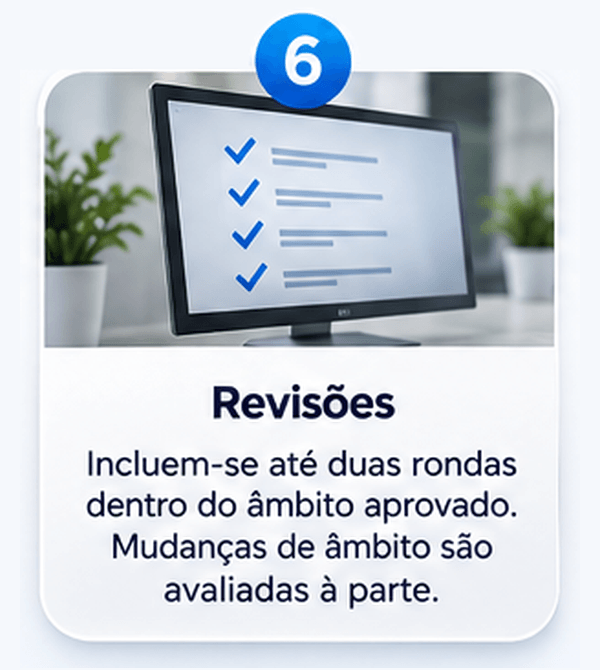 6
Revisões
Incluem-se até duas rondas
dentro do âmbito aprovado.
Mudanças de âmbito são
avaliadas à parte.